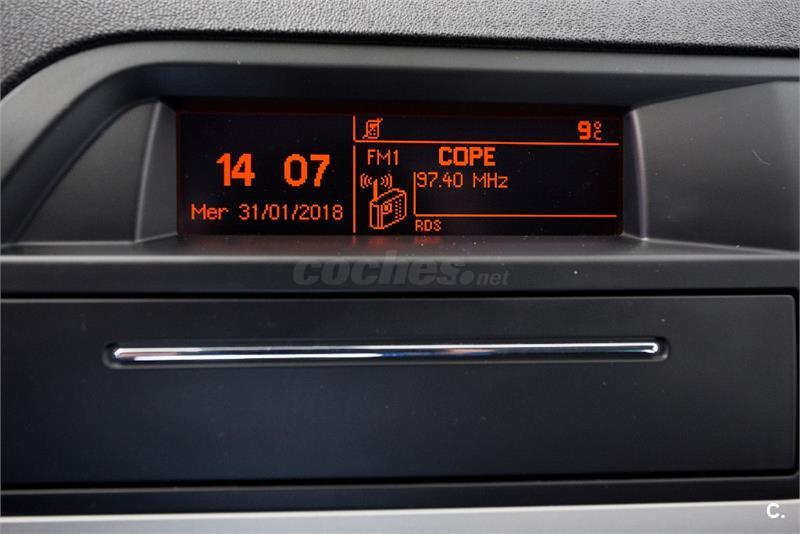 14 07
Mer 31/01/2018
9°C
FM1 COPE
97.40 MHz
RDS
coches.net
C.